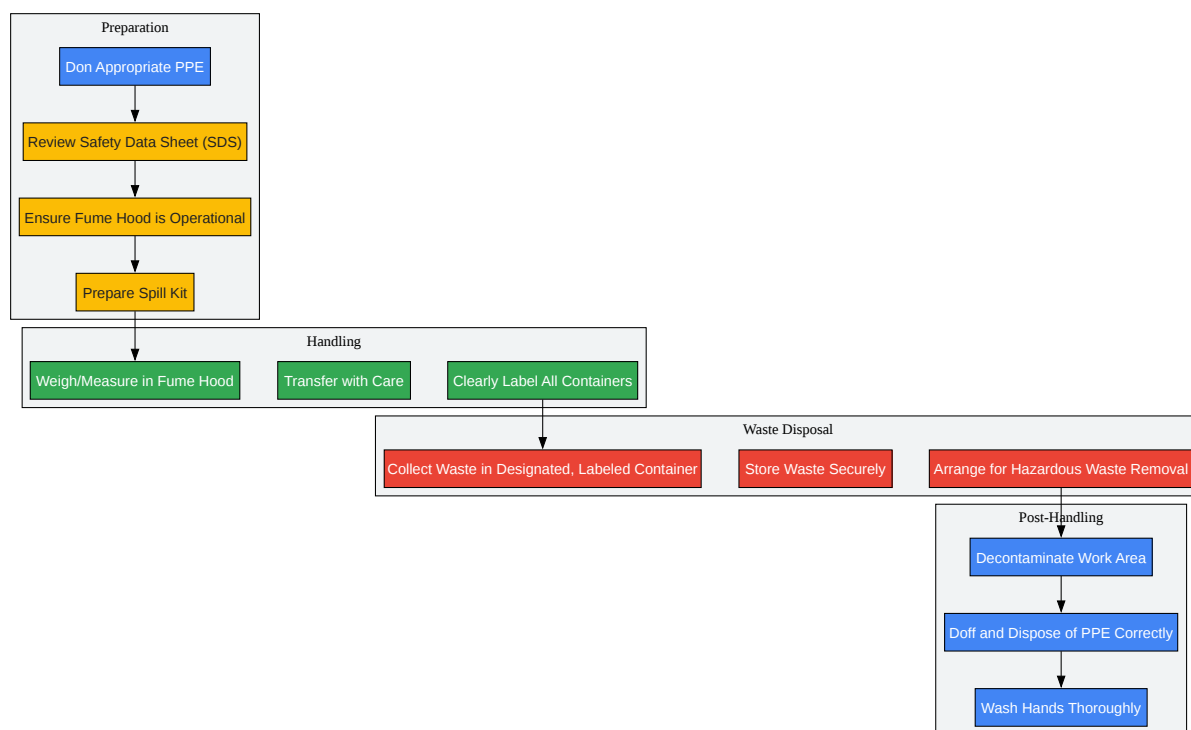 Preparation
Don Appropriate PPE
Review Safety Data Sheet (SDS)
Ensure Fume Hood is Operational
Prepare Spill Kit
Handling
Weigh/Measure in Fume Hood
Transfer with Care
Clearly Label All Containers
Waste Disposal
Collect Waste in Designated, Labeled Container
Store Waste Securely
Arrange for Hazardous Waste Removal
Post-Handling
Decontaminate Work Area
Doff and Dispose of PPE Correctly
Wash Hands Thoroughly